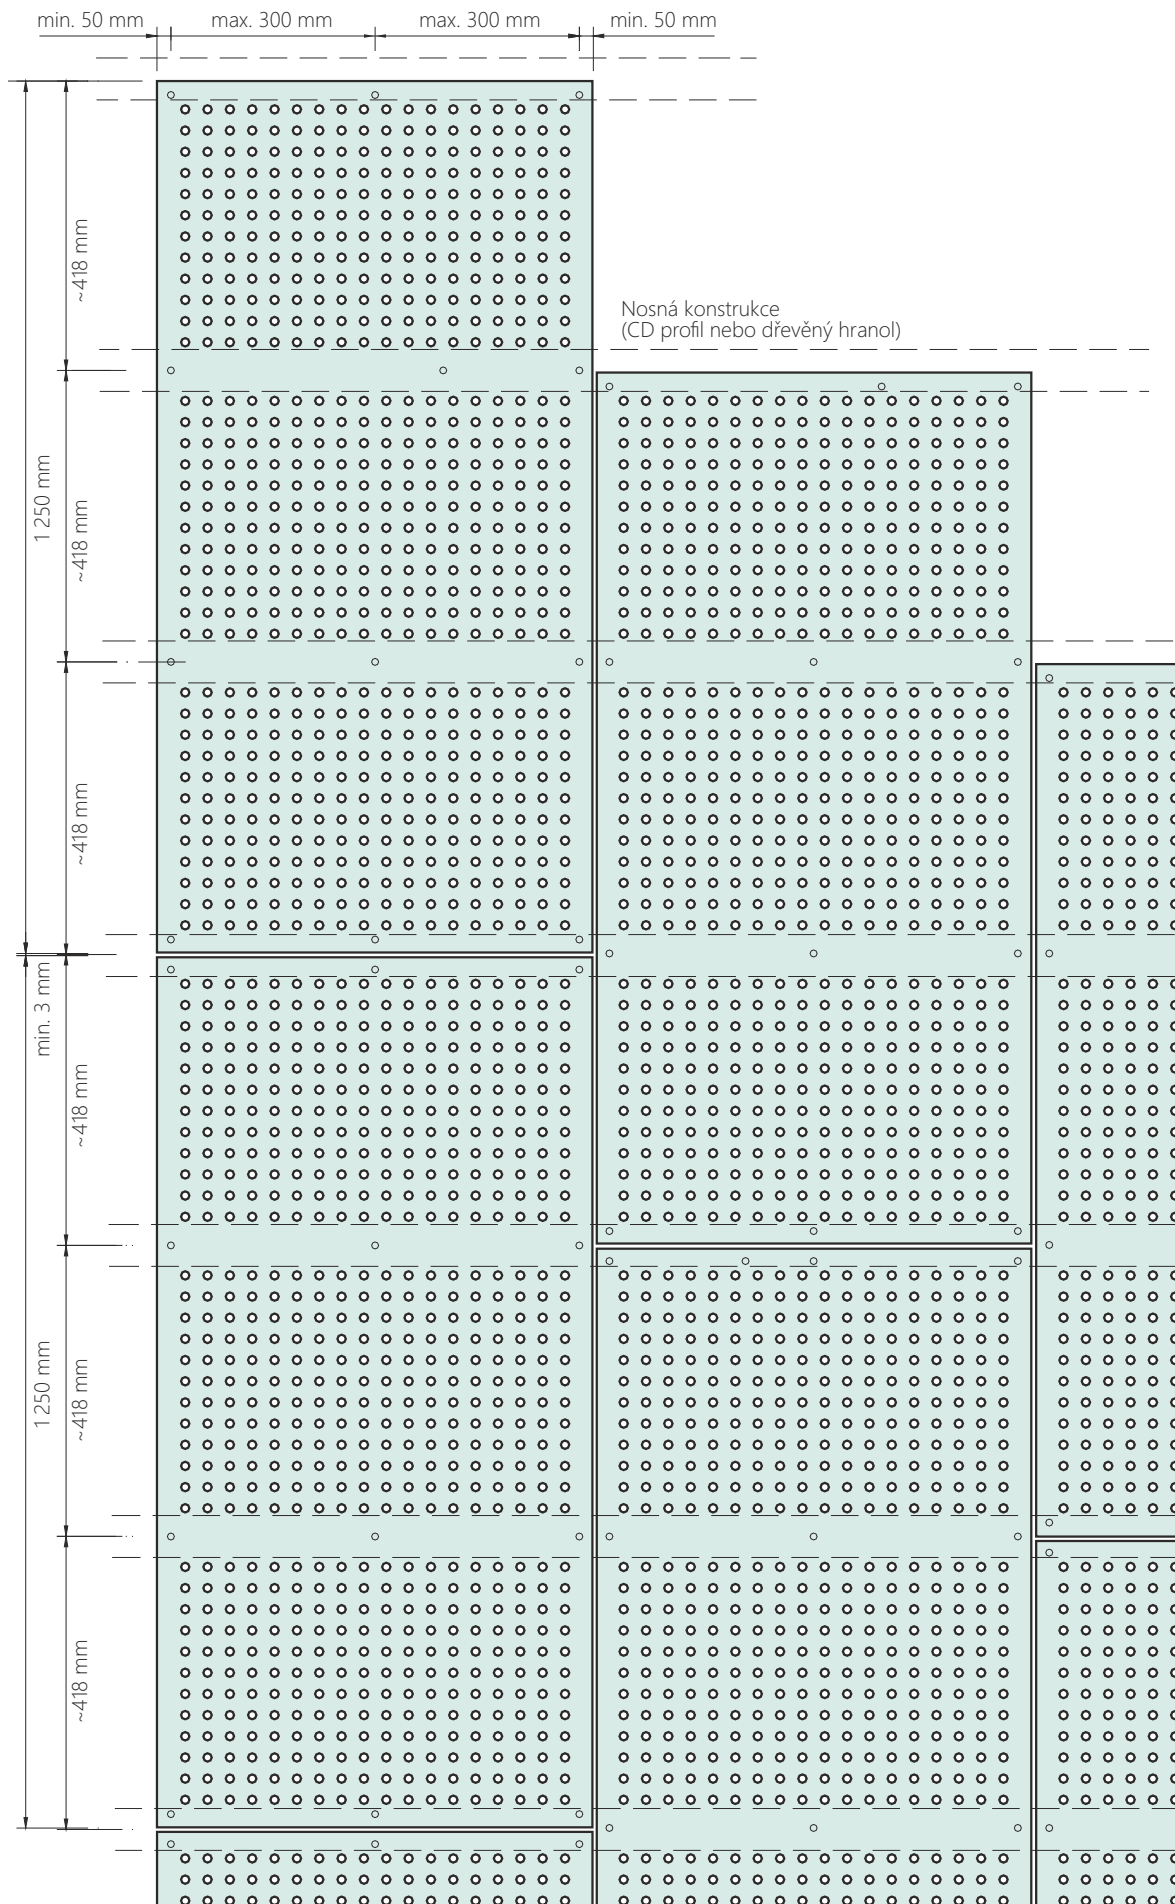 min. 50 mm
max. 300 mm
max. 300 mm
min. 50 mm
~418 mm
Nosná konstrukce
(CD profil nebo dřevěný hranol)
1 250 mm
~418 mm
~418 mm
min. 3 mm
~418 mm
1 250 mm
~418 mm
~418 mm